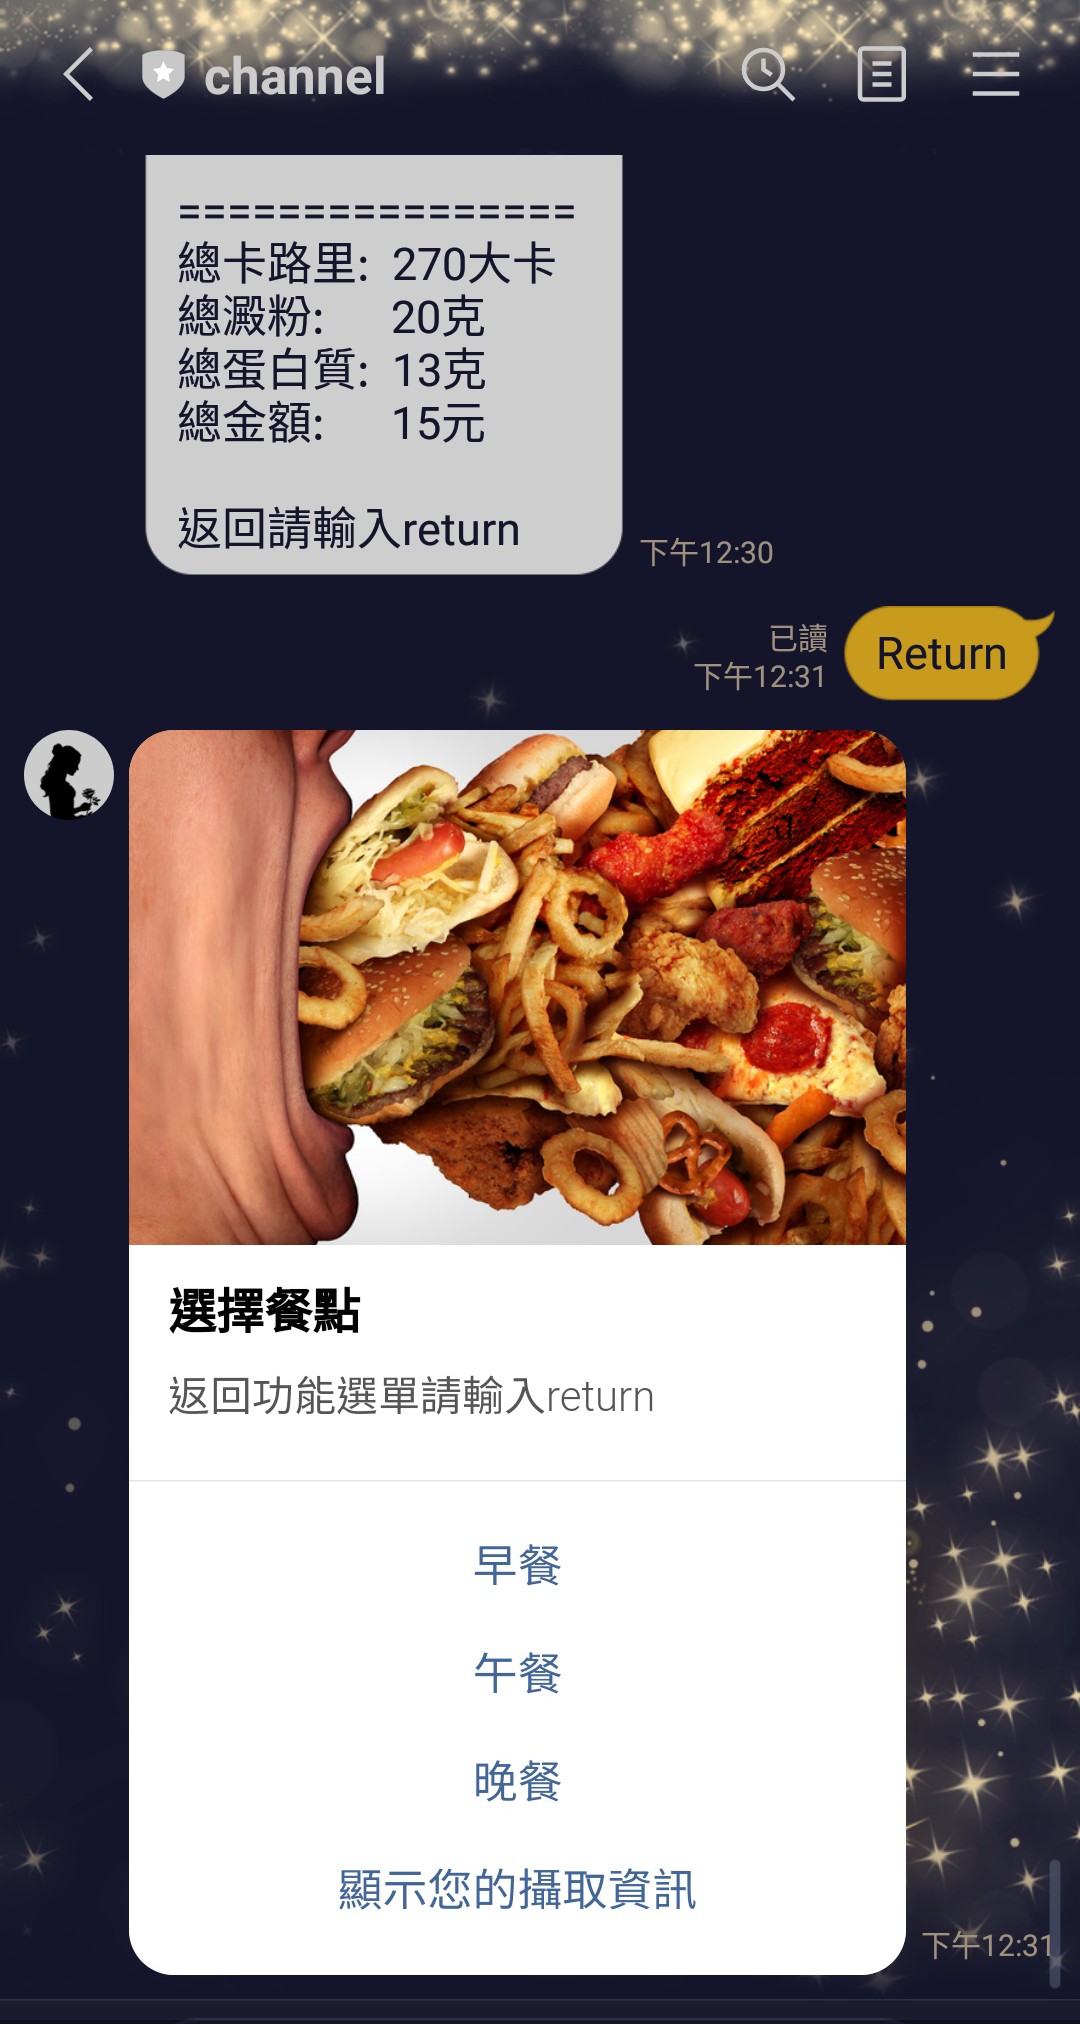 channel
================
總卡路里: 270大卡
總澱粉: 20克
總蛋白質: 13克
總金額: 15元
返回請輸入return
下午12:30
已讀
下午12:31
Return
選擇餐點
返回功能選單請輸入return
早餐
午餐
晚餐
顯示您的攝取資訊
下午12:31